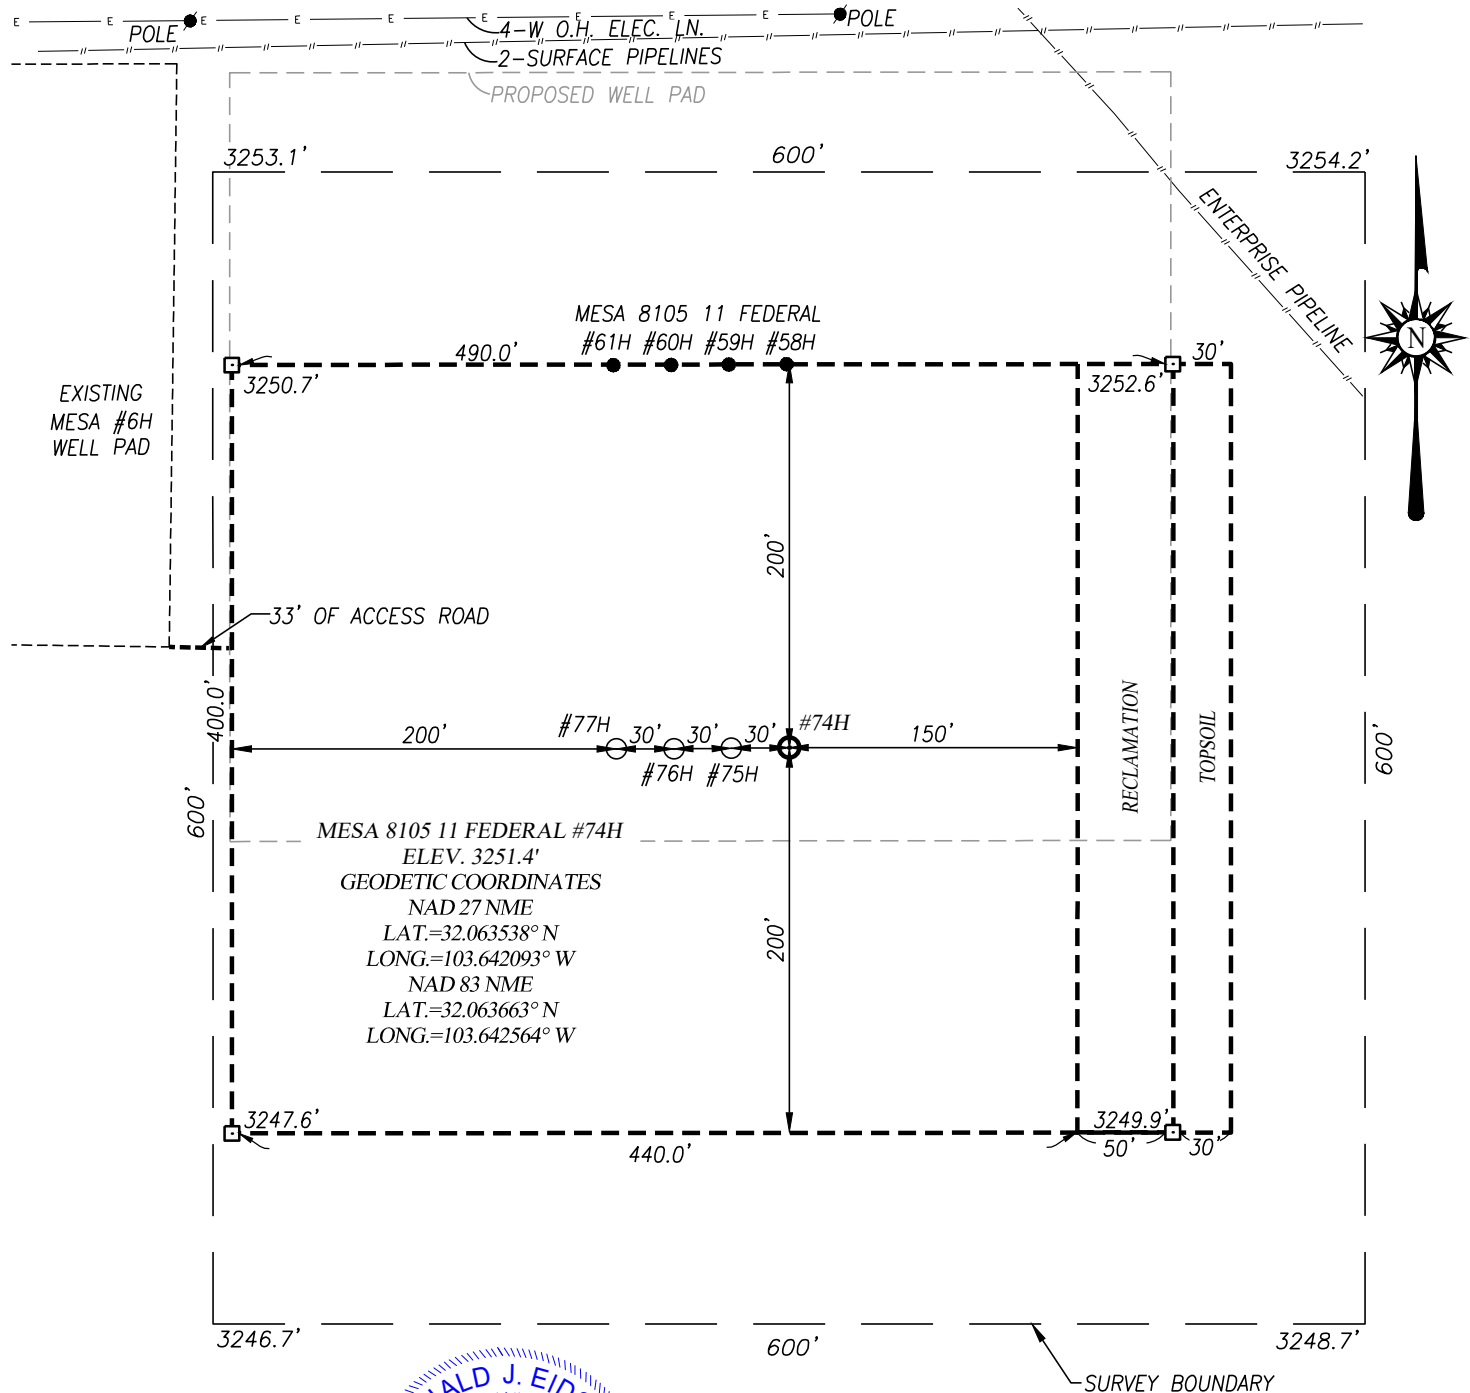 E E E E E E E E E
POLE
POLE
4-W O.H. ELEC. LN.
2-SURFACE PIPELINES
PROPOSED WELL PAD
3253.1'
600'
3254.2'
ENTERPRISE PIPELINE
N
MESA 8105 11 FEDERAL
#61H #60H #59H #58H
490.0'
30'
3250.7'
3252.6'
EXISTING
MESA #6H
WELL PAD
200'
33' OF ACCESS ROAD
400.0'
RECLAMATION
TOPSOIL
#77H
#74H
200'
30' 30' 30'
150'
#76H #75H
600'
600'
MESA 8105 11 FEDERAL #74H
ELEV. 3251.4'
GEODETIC COORDINATES
NAD 27 NME
LAT.=32.063538° N
LONG.=103.642093° W
NAD 83 NME
LAT.=32.063663° N
LONG.=103.642564° W
200'
3247.6'
3249.9'
440.0'
50'
30'
3246.7'
600'
3248.7'
SURVEY BOUNDARY
ALD J. EID